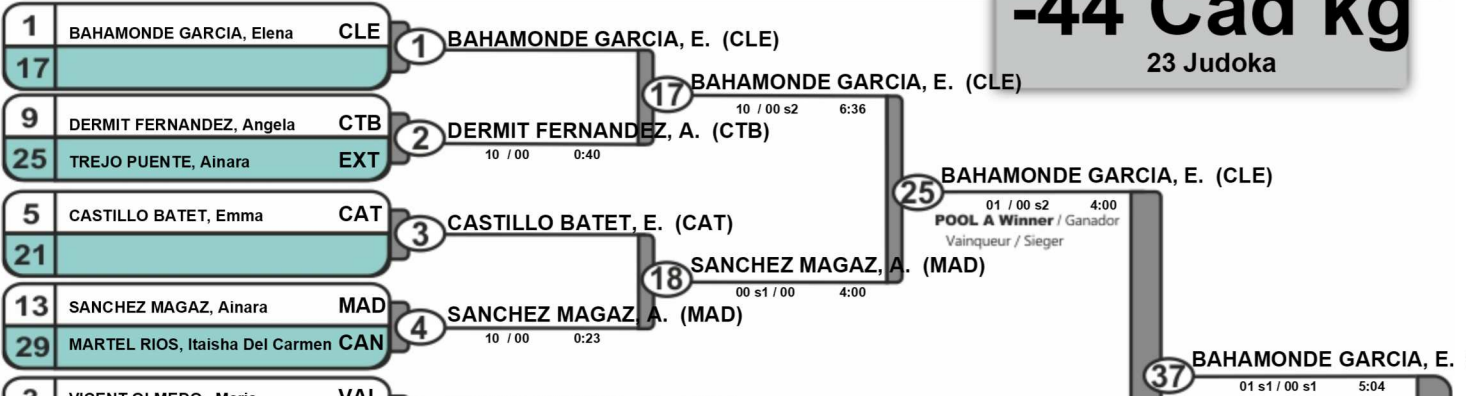 -44 Cad kg
23 Judoka
1 BAHAMONDE GARCIA, Elena CLE
17
1 BAHAMONDE GARCIA, E. (CLE)
17 BAHAMONDE GARCIA, E. (CLE)
10 / 00 s2 6:36
9 DERMIT FERNANDEZ, Angela CTB
25 TREJO PUENTE, Ainara EXT
2 DERMIT FERNANDEZ, A. (CTB)
10 / 00 0:40
25 BAHAMONDE GARCIA, E. (CLE)
01 / 00 s2 4:00
POOL A Winner / Ganador
Vainqueur / Sieger
5 CASTILLO BATET, Emma CAT
21
3 CASTILLO BATET, E. (CAT)
18 SANCHEZ MAGAZ, A. (MAD)
00 s1 / 00 4:00
13 SANCHEZ MAGAZ, Ainara MAD
29 MARTEL RIOS, Itaisha Del Carmen CAN
4 SANCHEZ MAGAZ, A. (MAD)
10 / 00 0:23
37 BAHAMONDE GARCIA, E.
01 s1 / 00 s1 5:04